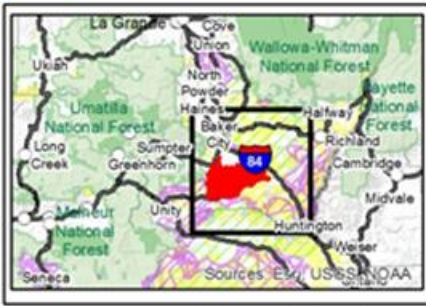 La Grande
Cove
Union
Wallowa-Whitman
National Forest
Ukiah
North
Powder
Haines
Umatilla
National Forest
Payette
National
Forest
Halfway
Baker
City
Long
Creek
Sumpter
Greenhorn
84
Richland
Cambridge
Midvale
Unity
Malheur
National
Forest
Huntington
Weiser
Seneca
Sources: Esri, USGS, NOAA